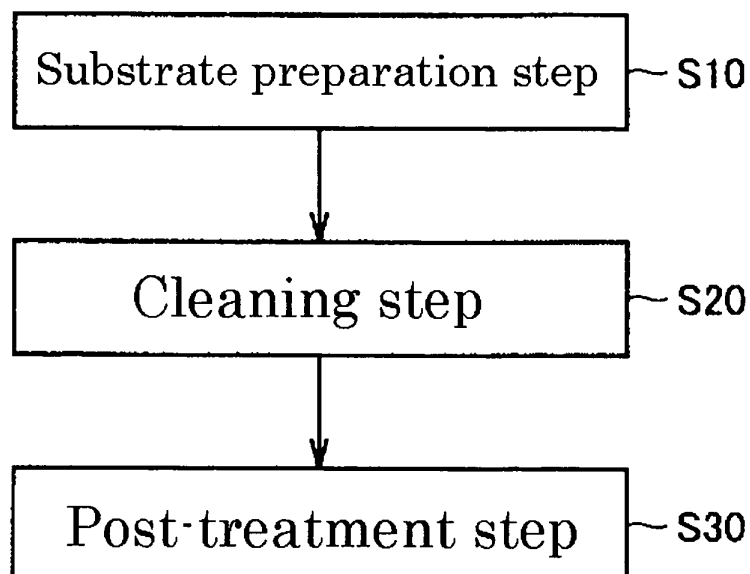 Substrate preparation step S10
Cleaning step S20
Post-treatment step S30